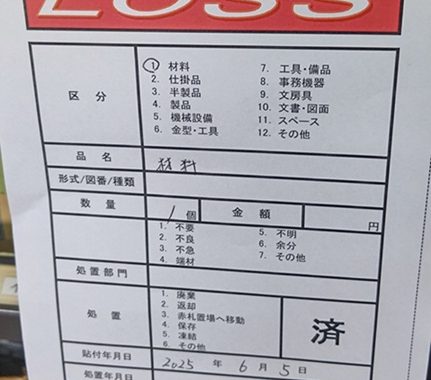 LOSS
区分
① 材料
2. 仕掛品
3. 半製品
4. 製品
5. 機械設備
6. 金型・工具
7. 工具・備品
8. 事務機器
9. 文房具
10. 文書・図面
11. スペース
12. その他
品名
形式/図番/種類
数量 1 個 金額 円
1. 不要
2. 不良
3. 不急
4. 端材
5. 不明
6. 余分
7. その他
処置部門
処置
1. 廃棄
2. 返却
3. 赤札置場へ移動
4. 保存
5. 凍結
6. その他
済
貼付年月日 2025 年 6 月 5 日
処置年月日